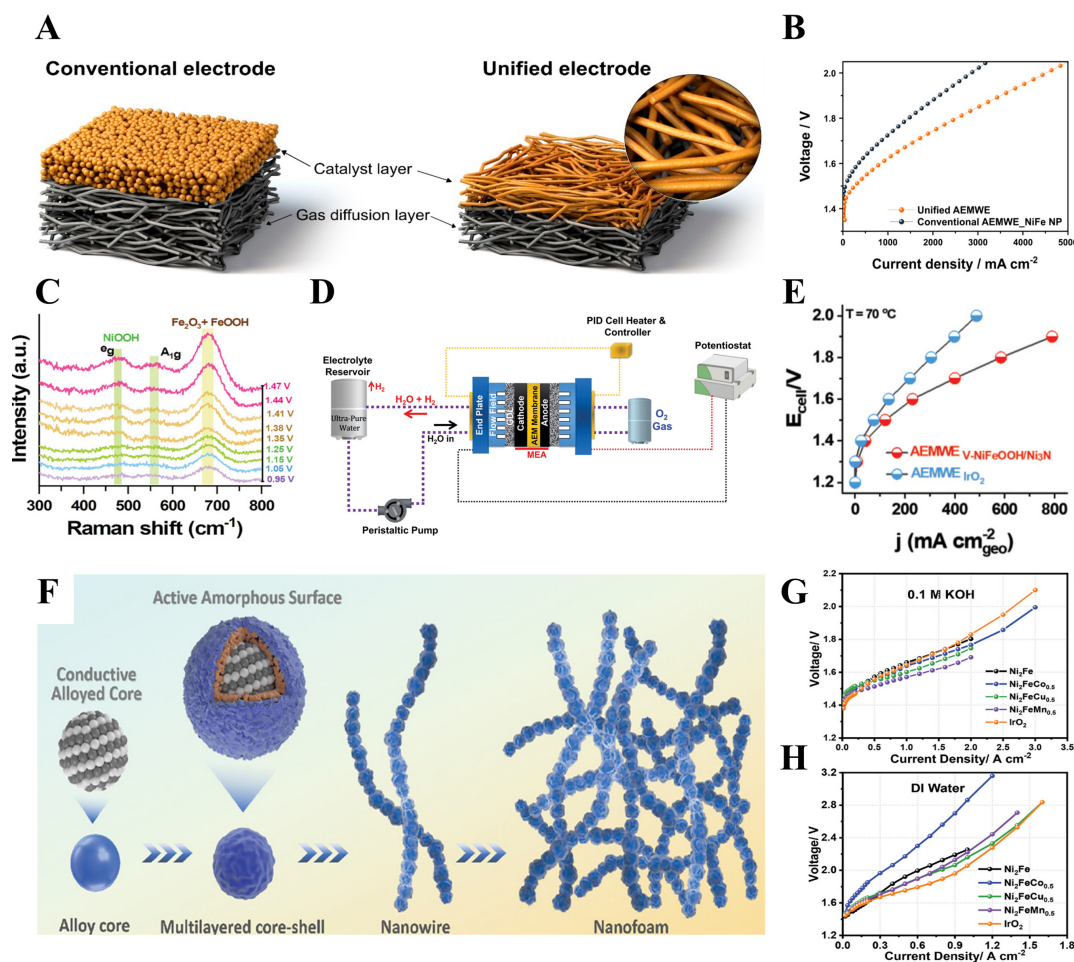 A
Conventional electrode
Unified electrode
Catalyst layer
Gas diffusion layer
B
Voltage / V
2.0
1.8
1.6
1.4
Unified AEMWE
Conventional AEMWE_NiFe NP
0 1000 2000 3000 4000 5000
Current density / mA cm-2
C
Intensity (a.u.)
NiOOH
eg
A1g
Fe2O3 + FeOOH
1.47 V
1.44 V
1.41 V
1.38 V
1.35 V
1.25 V
1.15 V
1.05 V
0.95 V
300 400 500 600 700 800
Raman shift (cm-1)
D
PID Cell Heater &
Controller
Potentiostat
Electrolyte
Reservoir
H2
Ultra-Pure
Water
H2O + H2
H2O in
End Plate
Flow Field
GDL
Cathode
AEM Membrane
Anode
MEA
O2
Gas
Peristaltic Pump
E
T = 70 °C
Ecell/V
2.0
1.8
1.6
1.4
1.2
AEMWE V-NiFeOOH/Ni3N
AEMWE IrO2
0 200 400 600 800
j (mA cm-2geo)
F
Conductive
Alloyed Core
Active Amorphous Surface
Alloy core
Multilayered core-shell
Nanowire
Nanofoam
G
0.1 M KOH
Voltage/ V
2.2
2.0
1.8
1.6
1.4
1.2
Ni2Fe
Ni2FeCo0.5
Ni2FeCu0.5
Ni2FeMn0.5
IrO2
0.0 0.5 1.0 1.5 2.0 2.5 3.0
Current Density/ A cm-2
H
DI Water
Voltage/ V
3.2
2.8
2.4
2.0
1.6
1.2
Ni2Fe
Ni2FeCo0.5
Ni2FeCu0.5
Ni2FeMn0.5
IrO2
0.0 0.3 0.6 0.9 1.2 1.5 1.8
Current Density/ A cm-2